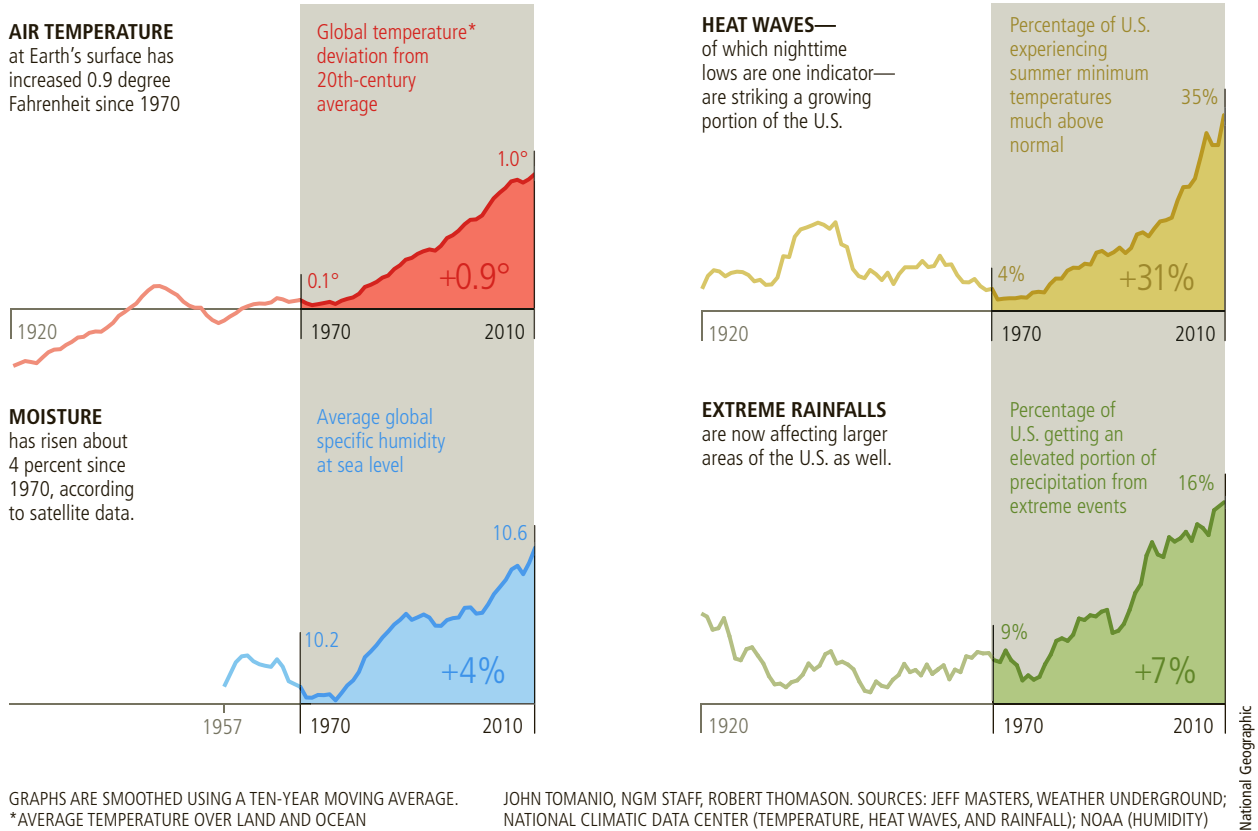 AIR TEMPERATURE
at Earth's surface has
increased 0.9 degree
Fahrenheit since 1970
Global temperature*
deviation from
20th-century
average
1.0°
0.1°
+0.9°
1920
1970
2010
HEAT WAVES—
of which nighttime
lows are one indicator—
are striking a growing
portion of the U.S.
Percentage of U.S.
experiencing
summer minimum
temperatures
much above
normal
35%
4%
+31%
1920
1970
2010
MOISTURE
has risen about
4 percent since
1970, according
to satellite data.
Average global
specific humidity
at sea level
10.6
10.2
+4%
1957
1970
2010
EXTREME RAINFALLS
are now affecting larger
areas of the U.S. as well.
Percentage of
U.S. getting an
elevated portion of
precipitation from
extreme events
16%
9%
+7%
1920
1970
2010
GRAPHS ARE SMOOTHED USING A TEN-YEAR MOVING AVERAGE.
*AVERAGE TEMPERATURE OVER LAND AND OCEAN
JOHN TOMANIO, NGM STAFF, ROBERT THOMASON. SOURCES: JEFF MASTERS, WEATHER UNDERGROUND;
NATIONAL CLIMATIC DATA CENTER (TEMPERATURE, HEAT WAVES, AND RAINFALL); NOAA (HUMIDITY)
National Geographic